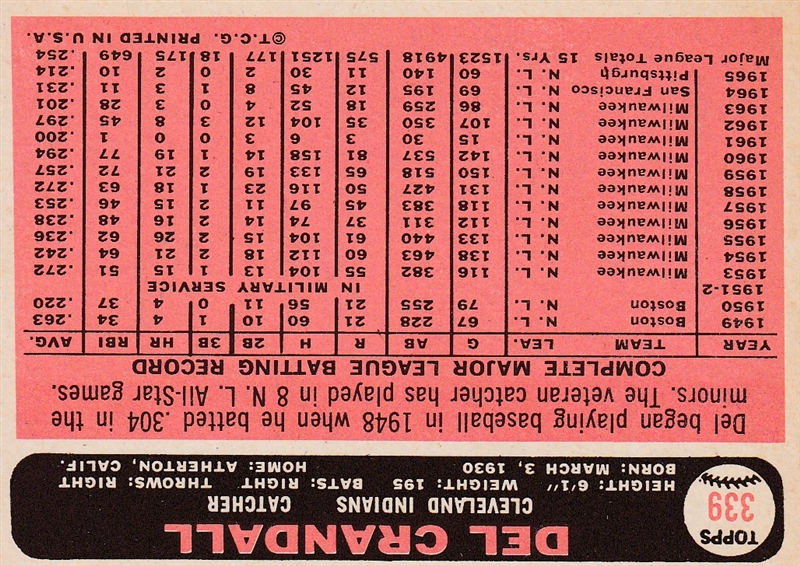 TOPPS
339
DEL CRANDALL
CLEVELAND INDIANS CATCHER
HEIGHT: 6'1" WEIGHT: 195 BATS: RIGHT THROWS: RIGHT
BORN: MARCH 3, 1930 HOME: ATHERTON, CALIF.
Del began playing baseball in 1948 when he batted .304 in the
minors. The veteran catcher has played in 8 N. L. All-Star games.
COMPLETE MAJOR LEAGUE BATTING RECORD
YEAR TEAM LEA. G AB R H 2B 3B HR RBI AVG.
1949 Boston N. L. 67 228 21 60 10 1 4 34 .263
1950 Boston N. L. 79 255 21 56 11 0 4 37 .220
1951-2 IN MILITARY SERVICE
1953 Milwaukee N. L. 116 382 55 104 13 1 15 51 .272
1954 Milwaukee N. L. 138 463 60 112 18 2 21 64 .242
1955 Milwaukee N. L. 133 440 61 104 15 2 26 62 .236
1956 Milwaukee N. L. 112 311 37 74 14 2 16 48 .238
1957 Milwaukee N. L. 118 383 45 97 11 2 15 46 .253
1958 Milwaukee N. L. 131 427 50 116 23 1 18 63 .272
1959 Milwaukee N. L. 150 518 65 133 19 2 21 72 .257
1960 Milwaukee N. L. 142 537 81 158 14 1 19 77 .294
1961 Milwaukee N. L. 15 30 3 6 3 0 0 1 .200
1962 Milwaukee N. L. 107 350 35 104 12 3 8 45 .297
1963 Milwaukee N. L. 86 259 18 52 4 0 3 28 .201
1964 San Francisco N. L. 69 195 12 45 8 1 3 11 .231
1965 Pittsburgh N. L. 60 140 11 30 2 0 2 10 .214
Major League Totals 15 Yrs. 1523 4918 575 1251 177 18 175 649 .254
©T.C.G. PRINTED IN U.S.A.